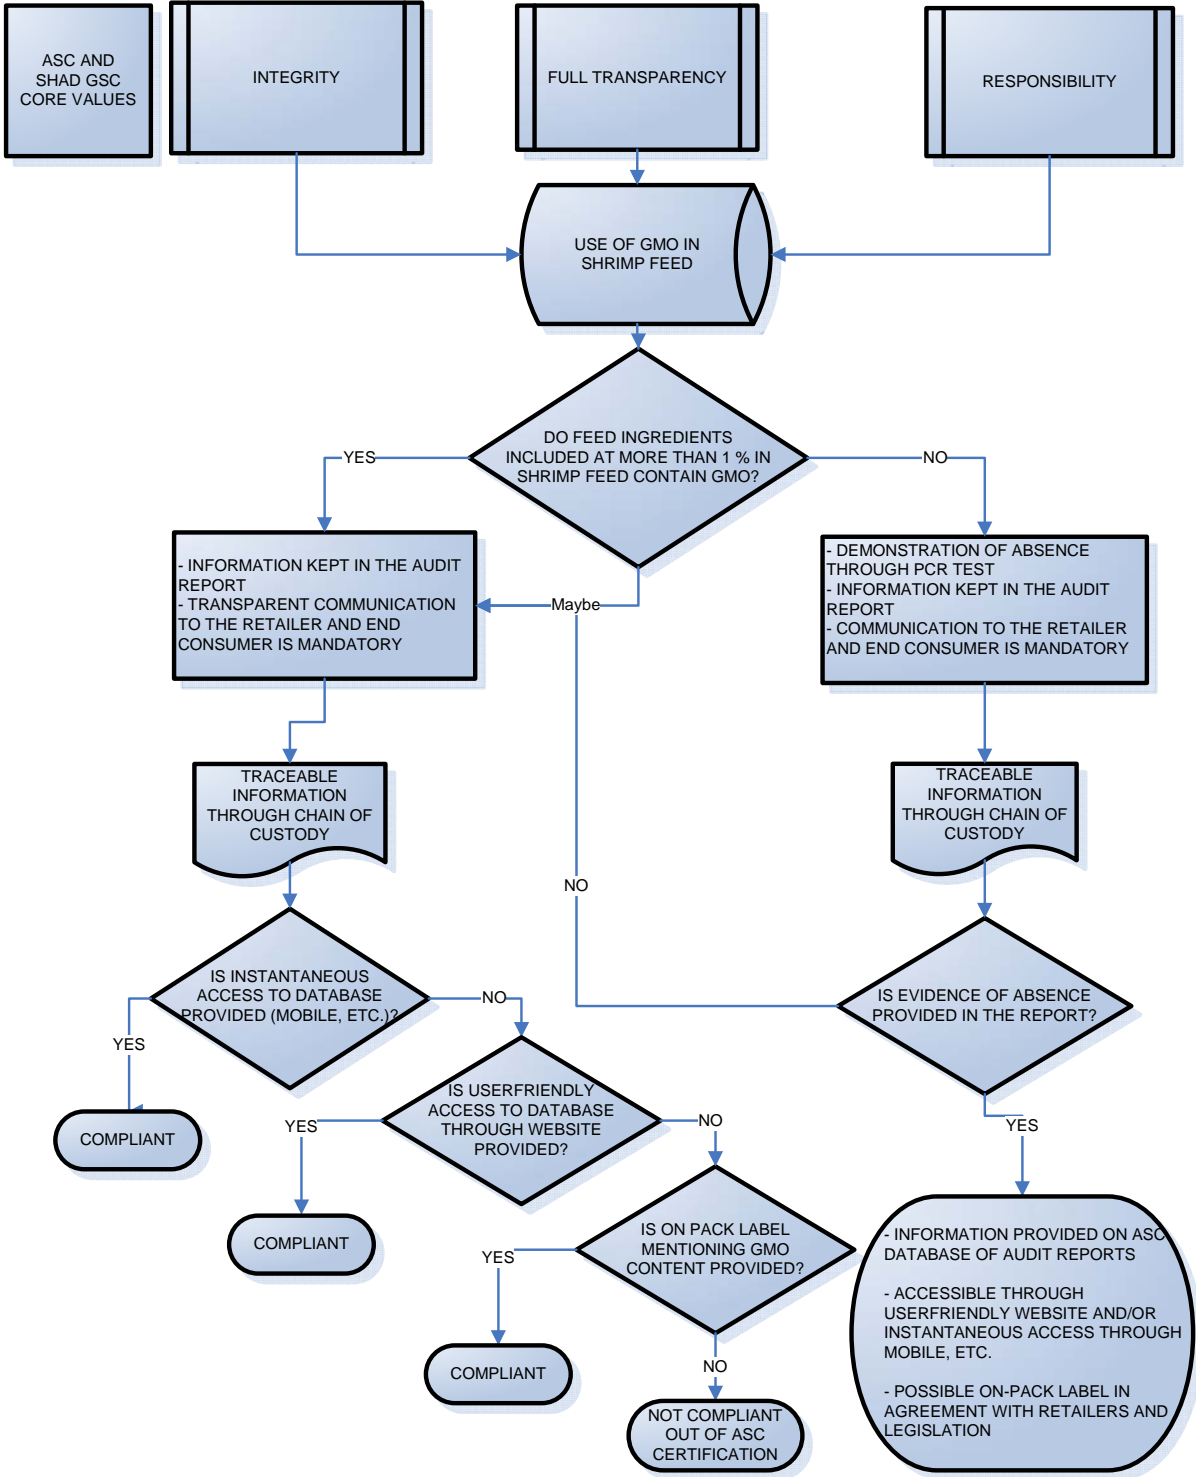 ASC AND
SHAD GSC
CORE VALUES
INTEGRITY
FULL TRANSPARENCY
RESPONSIBILITY
USE OF GMO IN
SHRIMP FEED
DO FEED INGREDIENTS
INCLUDED AT MORE THAN 1 % IN
SHRIMP FEED CONTAIN GMO?
YES
NO
- INFORMATION KEPT IN THE AUDIT
REPORT
- TRANSPARENT COMMUNICATION
TO THE RETAILER AND END
CONSUMER IS MANDATORY
Maybe
- DEMONSTRATION OF ABSENCE
THROUGH PCR TEST
- INFORMATION KEPT IN THE AUDIT
REPORT
- COMMUNICATION TO THE RETAILER
AND END CONSUMER IS MANDATORY
TRACEABLE
INFORMATION
THROUGH CHAIN OF
CUSTODY
TRACEABLE
INFORMATION
THROUGH CHAIN OF
CUSTODY
NO
IS INSTANTANEOUS
ACCESS TO DATABASE
PROVIDED (MOBILE, ETC.)?
NO
IS EVIDENCE OF ABSENCE
PROVIDED IN THE REPORT?
YES
COMPLIANT
IS USERFRIENDLY
ACCESS TO DATABASE
THROUGH WEBSITE
PROVIDED?
YES
NO
YES
COMPLIANT
IS ON PACK LABEL
MENTIONING GMO
CONTENT PROVIDED?
YES
COMPLIANT
NO
NOT COMPLIANT
OUT OF ASC
CERTIFICATION
- INFORMATION PROVIDED ON ASC
DATABASE OF AUDIT REPORTS
- ACCESSIBLE THROUGH
USERFRIENDLY WEBSITE AND/OR
INSTANTANEOUS ACCESS THROUGH
MOBILE, ETC.
- POSSIBLE ON-PACK LABEL IN
AGREEMENT WITH RETAILERS AND
LEGISLATION